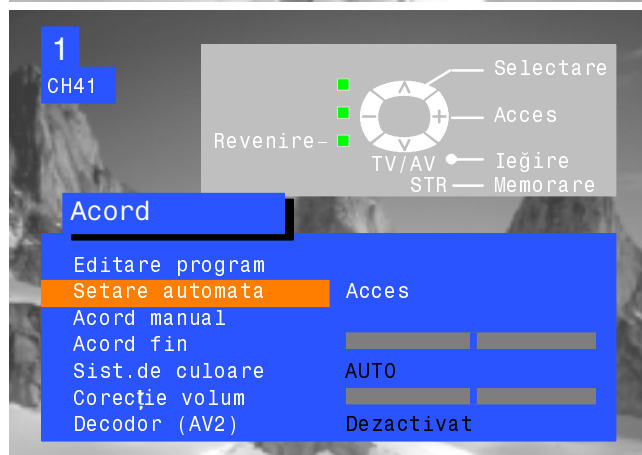 1
CH41
Selectare
Acces
Revenire-
TV/AV
Ieğire
STR
Memorare
Acord
Editare program
Setare automata Acces
Acord manual
Acord fin
Sist.de culoare AUTO
Corecţie volum
Decodor (AV2) Dezactivat